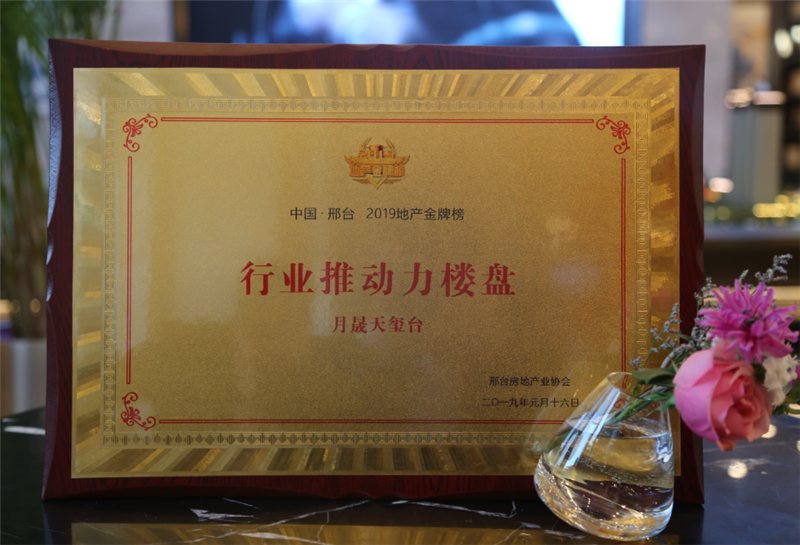 中国·邢台 2019地产金牌榜
行业推动力楼盘
月晟天玺台
邢台房地产业协会
二〇一九年元月十六日